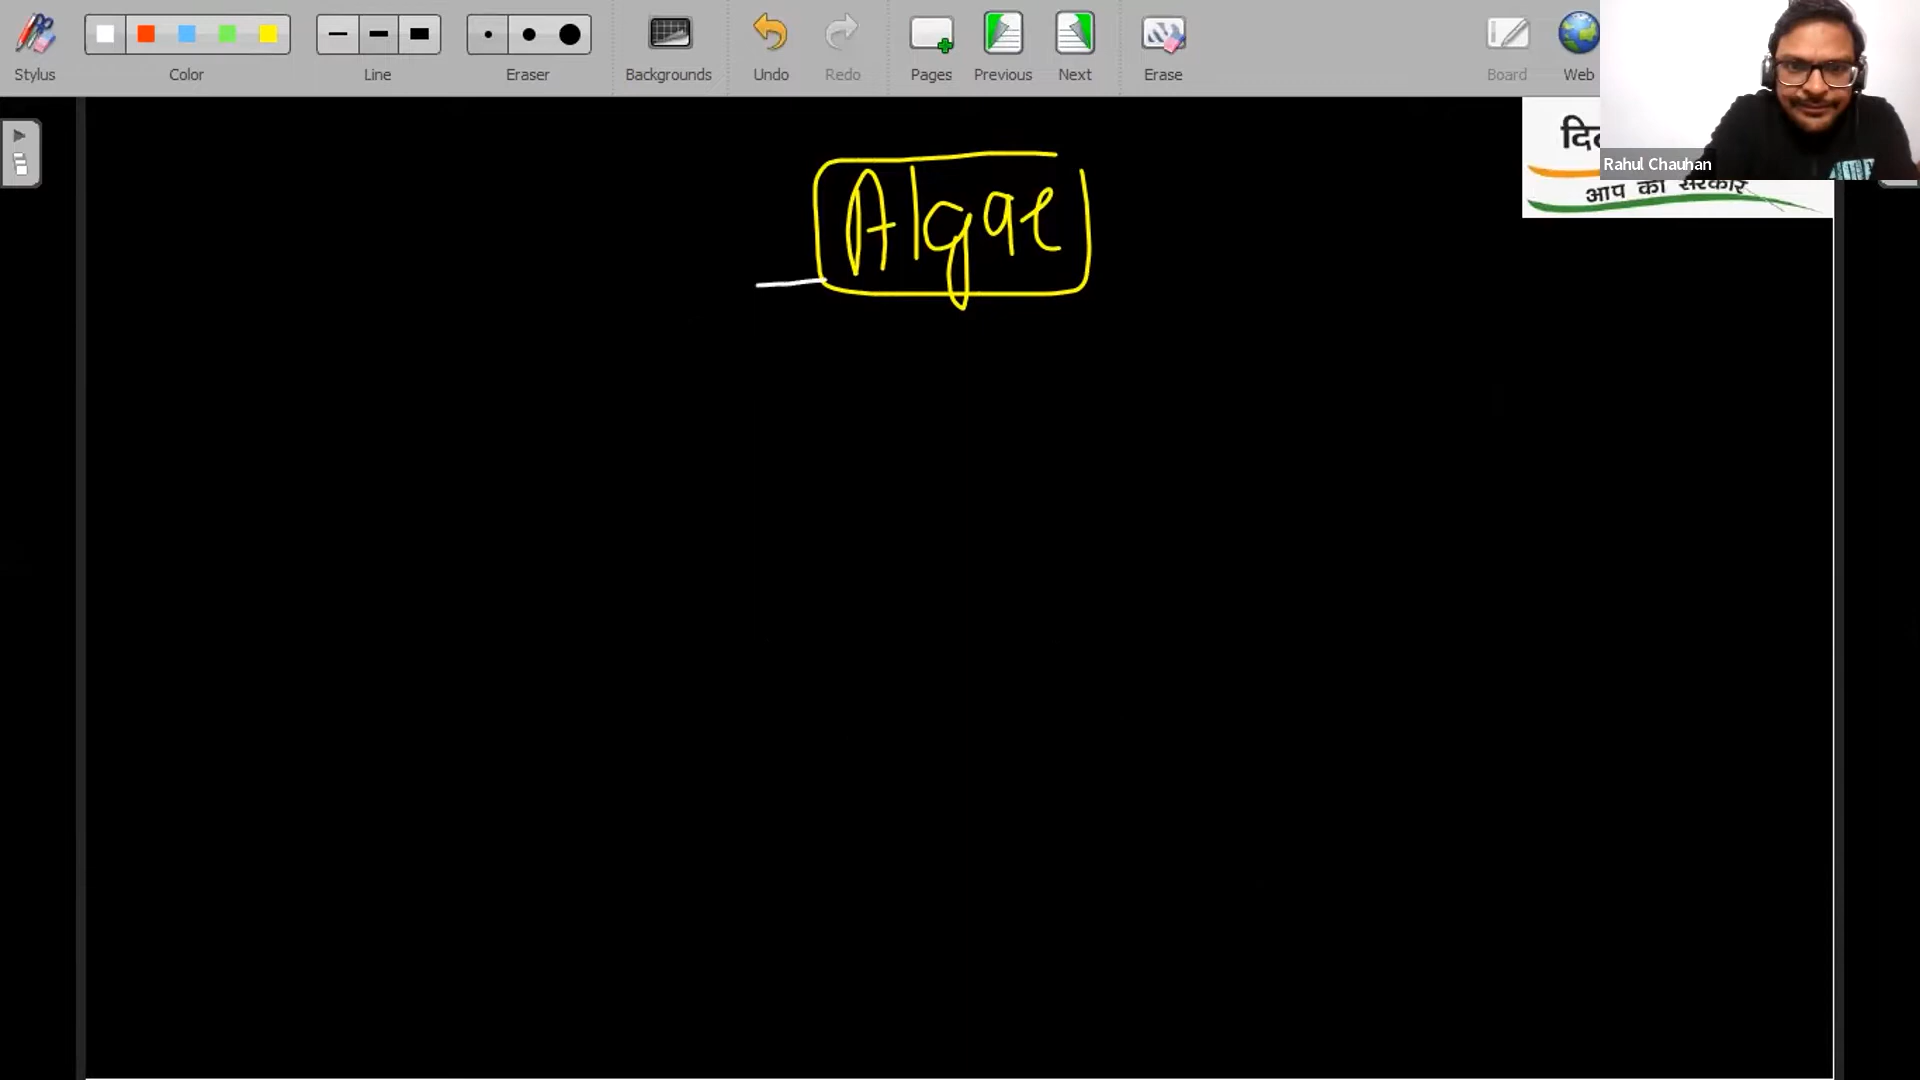 Stylus Color Line Eraser Backgrounds Undo Redo Pages Previous Next Erase Board Web
Rahul Chauhan
आप की सरकार
Algae